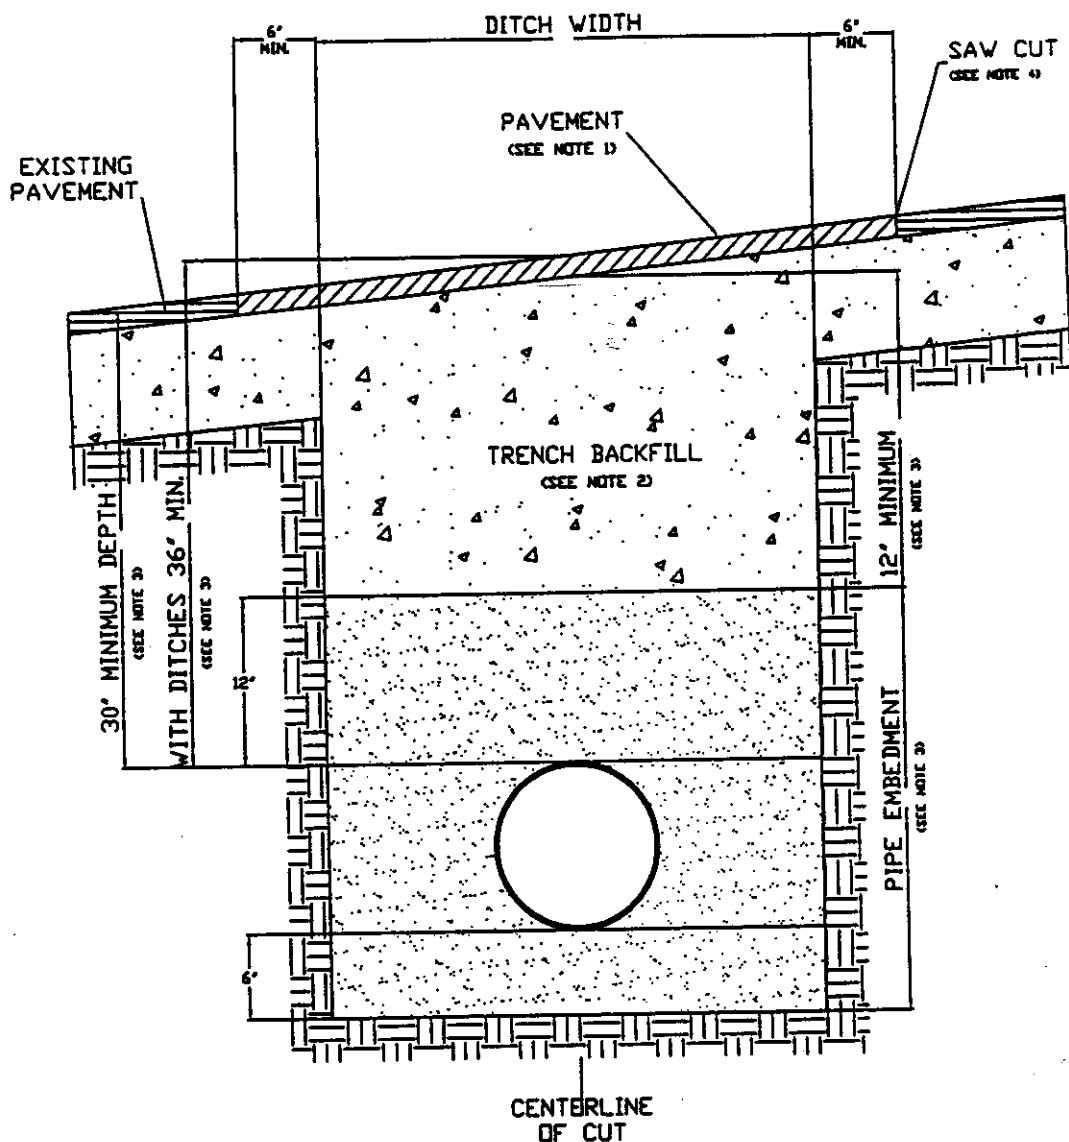 6" MIN.
DITCH WIDTH
6" MIN.
SAW CUT
(SEE NOTE 4)
PAVEMENT
(SEE NOTE 1)
EXISTING
PAVEMENT
TRENCH BACKFILL
(SEE NOTE 2)
30" MINIMUM DEPTH
(SEE NOTE 3)
WITH DITCHES 36" MIN.
(SEE NOTE 3)
12" MINIMUM
(SEE NOTE 3)
12"
PIPE EMBEDMENT
(SEE NOTE 3)
6"
CENTERLINE
OF CUT